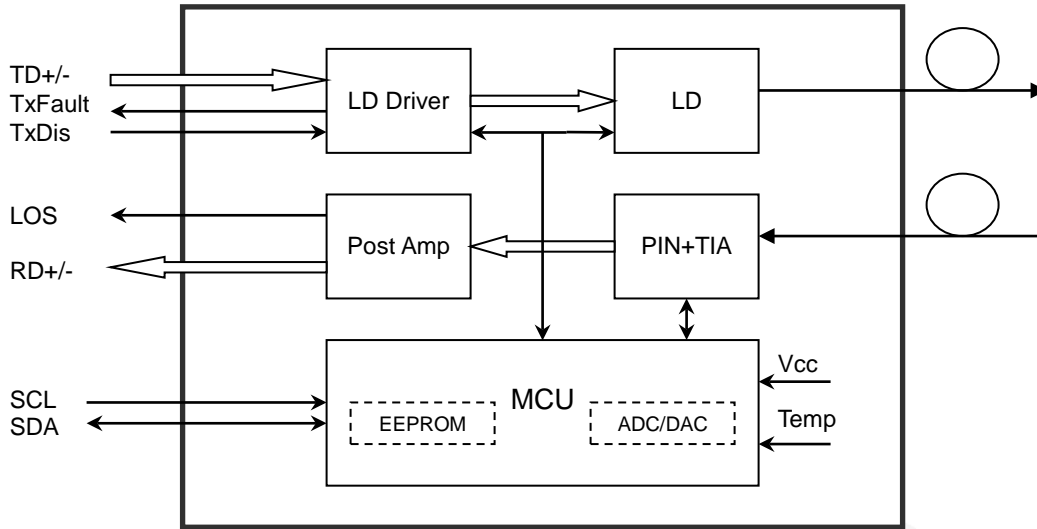 TD+/-
TxFault
TxDis
LD Driver
LD
LOS
RD+/-
Post Amp
PIN+TIA
SCL
SDA
MCU
EEPROM
ADC/DAC
Vcc
Temp